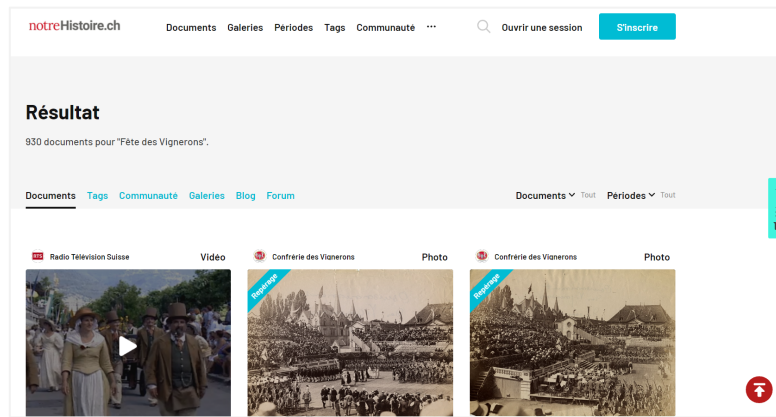 notreHistoire.ch
Documents Galeries Périodes Tags Communauté ···
Ouvrir une session
S'inscrire
Résultat
930 documents pour "Fête des Vignerons".
Documents Tags Communauté Galeries Blog Forum
Documents Tout Périodes Tout
RTS Radio Télévision Suisse Vidéo
Confrérie des Vignerons Photo
Confrérie des Vignerons Photo
Repérage
Repérage